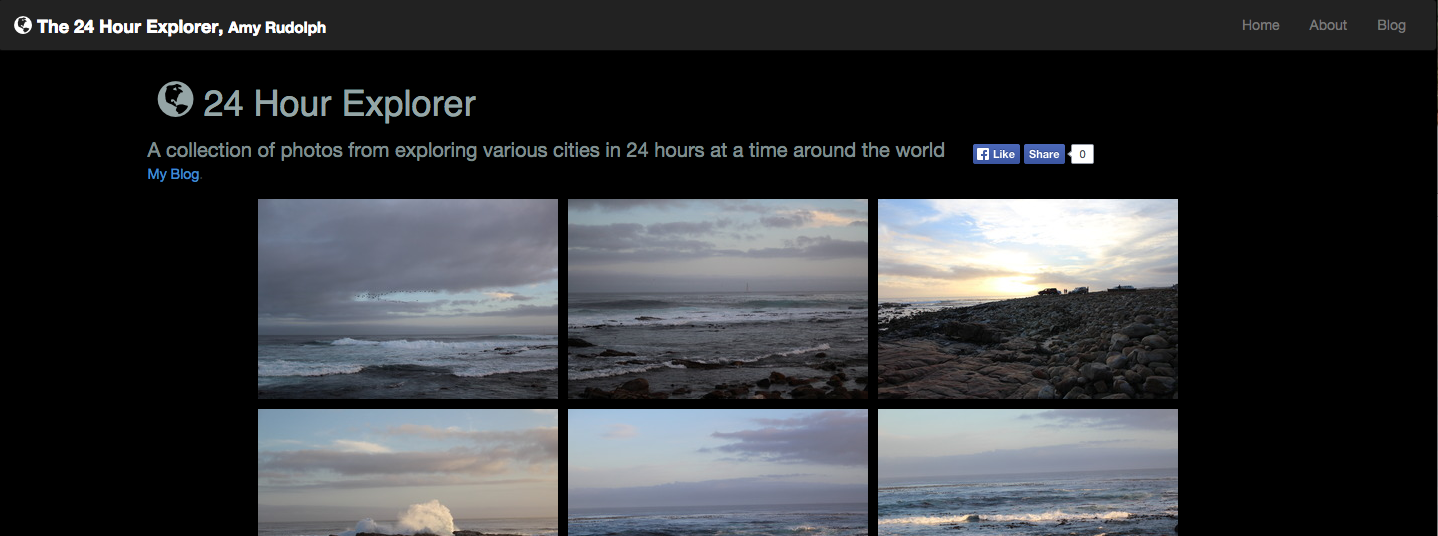 The 24 Hour Explorer, Amy Rudolph
Home About Blog
24 Hour Explorer
A collection of photos from exploring various cities in 24 hours at a time around the world
Like Share 0
My Blog.